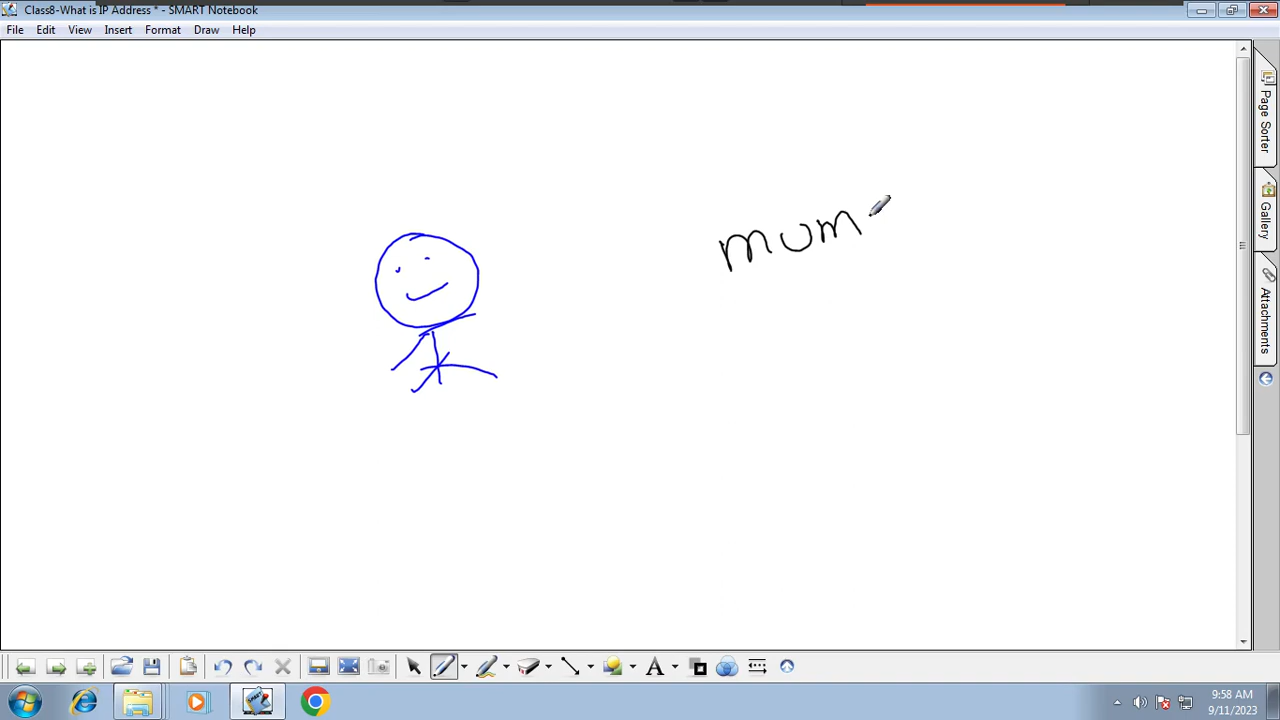 Class8-What is IP Address * - SMART Notebook
File Edit View Insert Format Draw Help
mum
Page Sorter
Gallery
Attachments
A
9:58 AM
9/11/2023